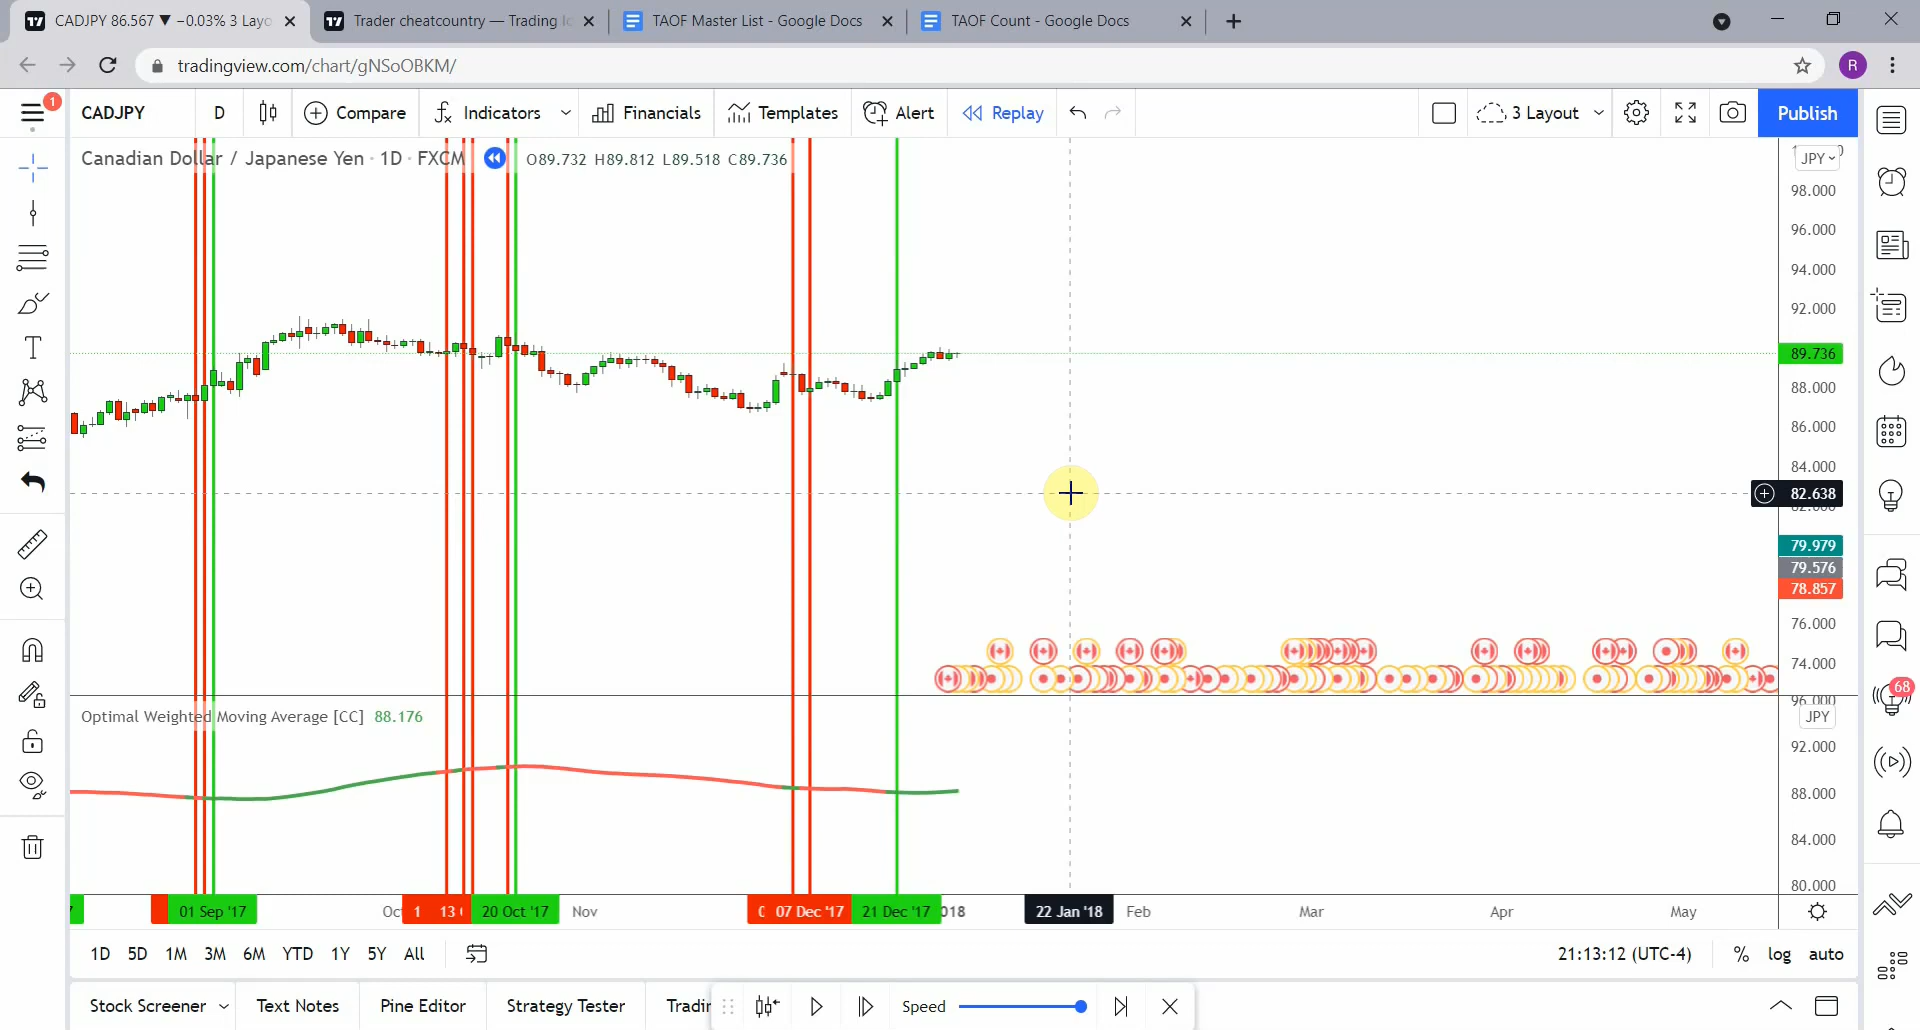 CADJPY 86.567 ▼ −0.03% 3 Layo
Trader cheatcountry — Trading
TAOF Master List - Google Docs
TAOF Count - Google Docs
tradingview.com/chart/gNSoOBKM/
R
1
CADJPY
D
Compare
Indicators
Financials
Templates
Alert
Replay
3 Layout
Publish
Canadian Dollar / Japanese Yen · 1D · FXCM
O89.732 H89.812 L89.518 C89.736
JPY
98.000
96.000
94.000
92.000
89.736
88.000
86.000
84.000
82.638
79.979
79.576
78.857
76.000
74.000
96.000
Optimal Weighted Moving Average [CC] 88.176
JPY
92.000
88.000
84.000
80.000
68
01 Sep '17
Oct
1
13
20 Oct '17
Nov
07 Dec '17
21 Dec '17
018
22 Jan '18
Feb
Mar
Apr
May
1D 5D 1M 3M 6M YTD 1Y 5Y All
21:13:12 (UTC-4)
% log auto
Stock Screener
Text Notes
Pine Editor
Strategy Tester
Tradin
Speed